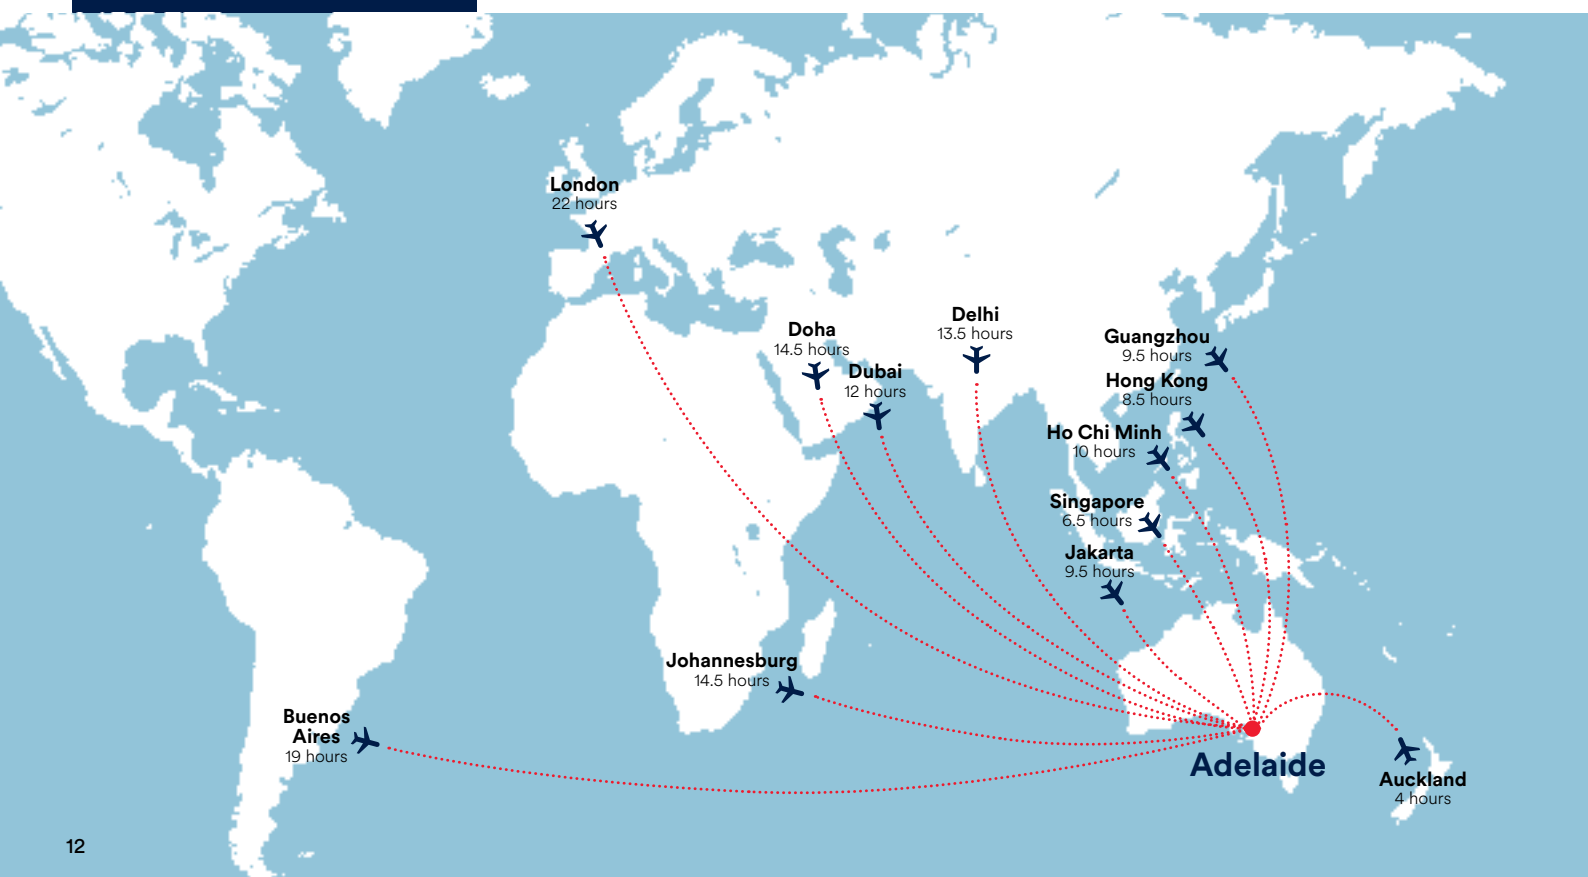 London
22 hours
Delhi
13.5 hours
Doha
14.5 hours
Guangzhou
9.5 hours
Dubai
12 hours
Hong Kong
8.5 hours
Ho Chi Minh
10 hours
Singapore
6.5 hours
Jakarta
9.5 hours
Johannesburg
14.5 hours
Buenos
Aires
19 hours
Adelaide
Auckland
4 hours
12